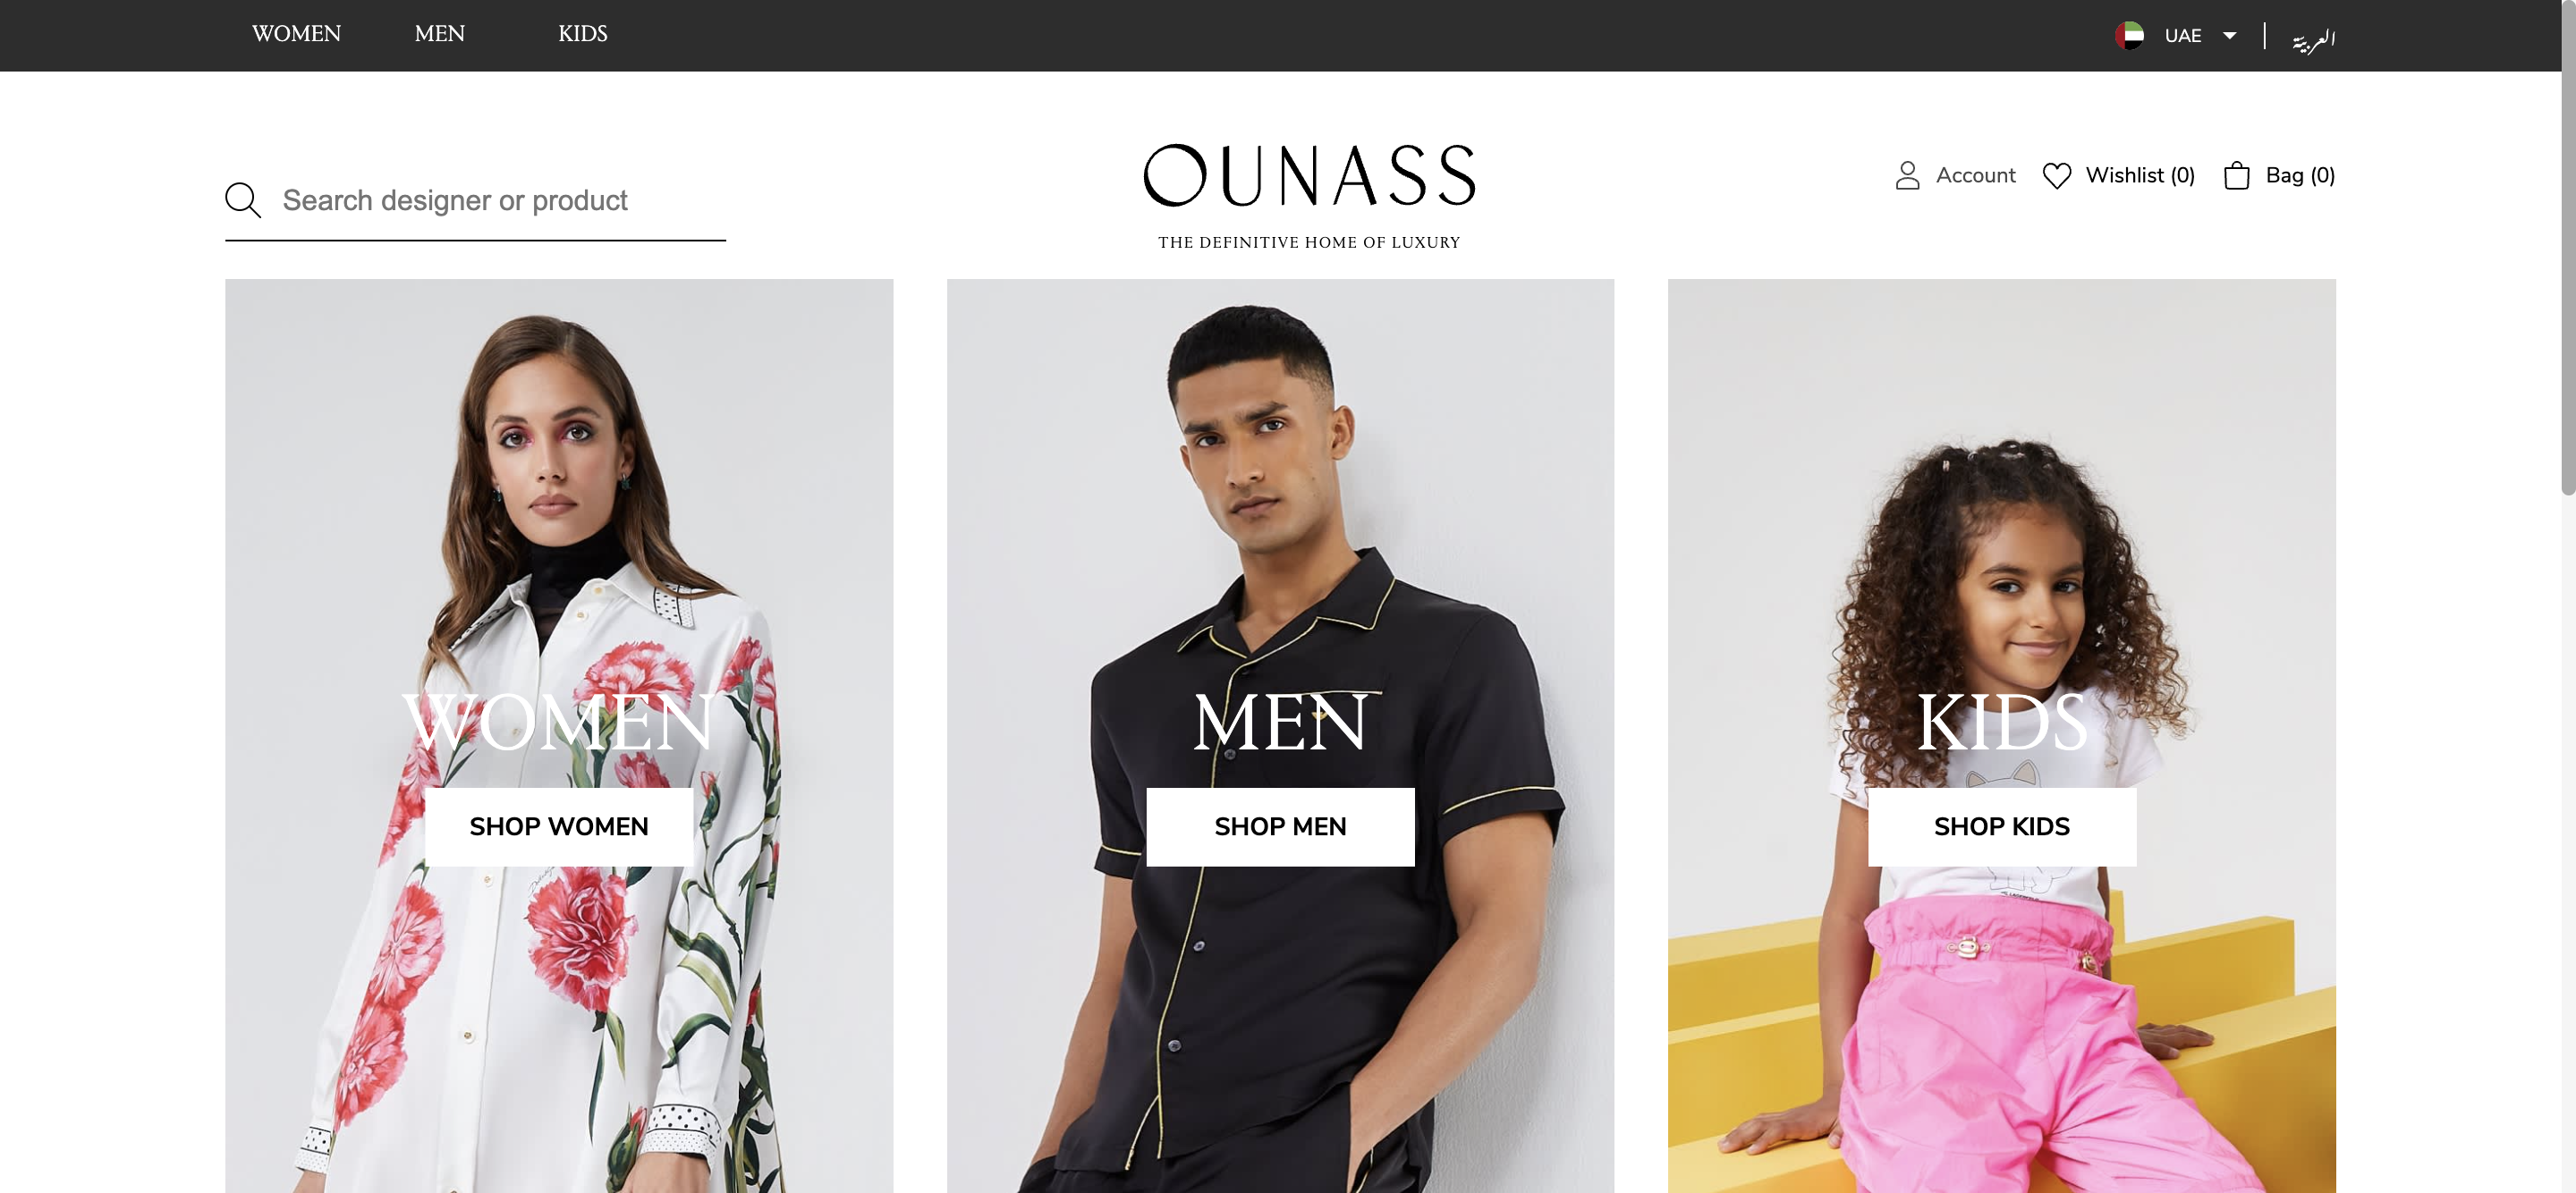 WOMEN MEN KIDS UAE العربية
Search designer or product
OUNASS
THE DEFINITIVE HOME OF LUXURY
Account Wishlist (0) Bag (0)
WOMEN
SHOP WOMEN
MEN
SHOP MEN
KIDS
SHOP KIDS